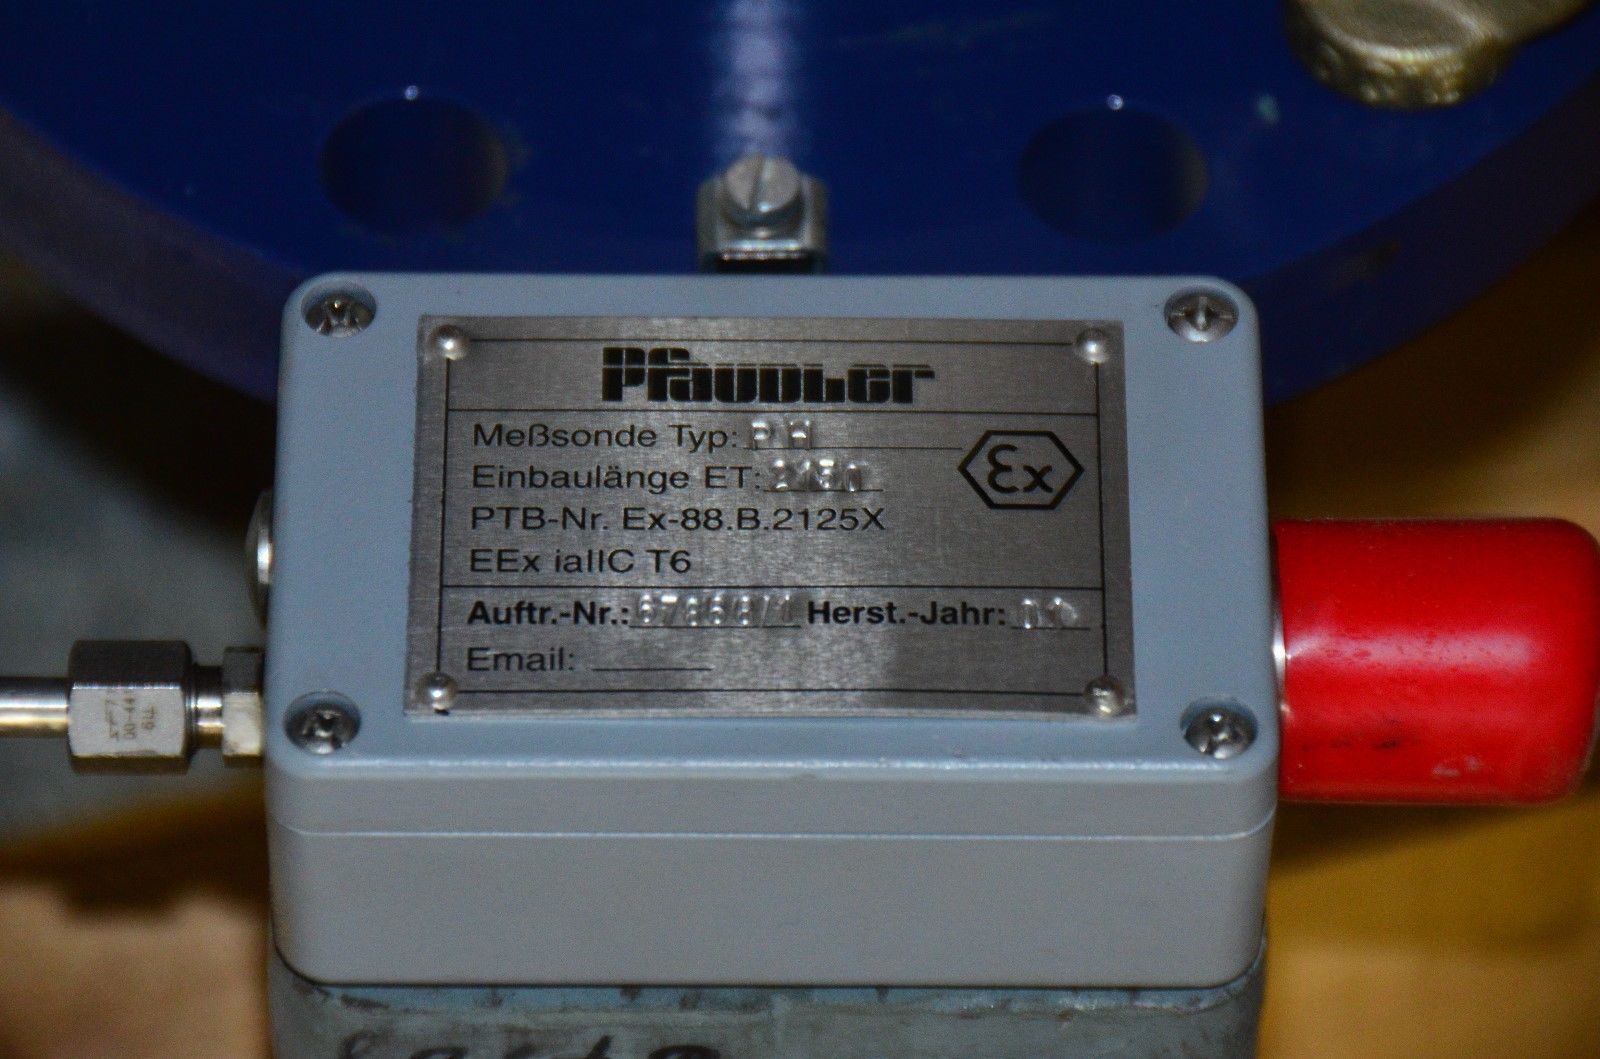 Pfaudler
Meßsonde Typ: PH
Einbaulänge ET:
Ex
PTB-Nr. Ex-88.B.2125X
EEx iaIIC T6
Auftr.-Nr.: Herst.-Jahr:
Email: